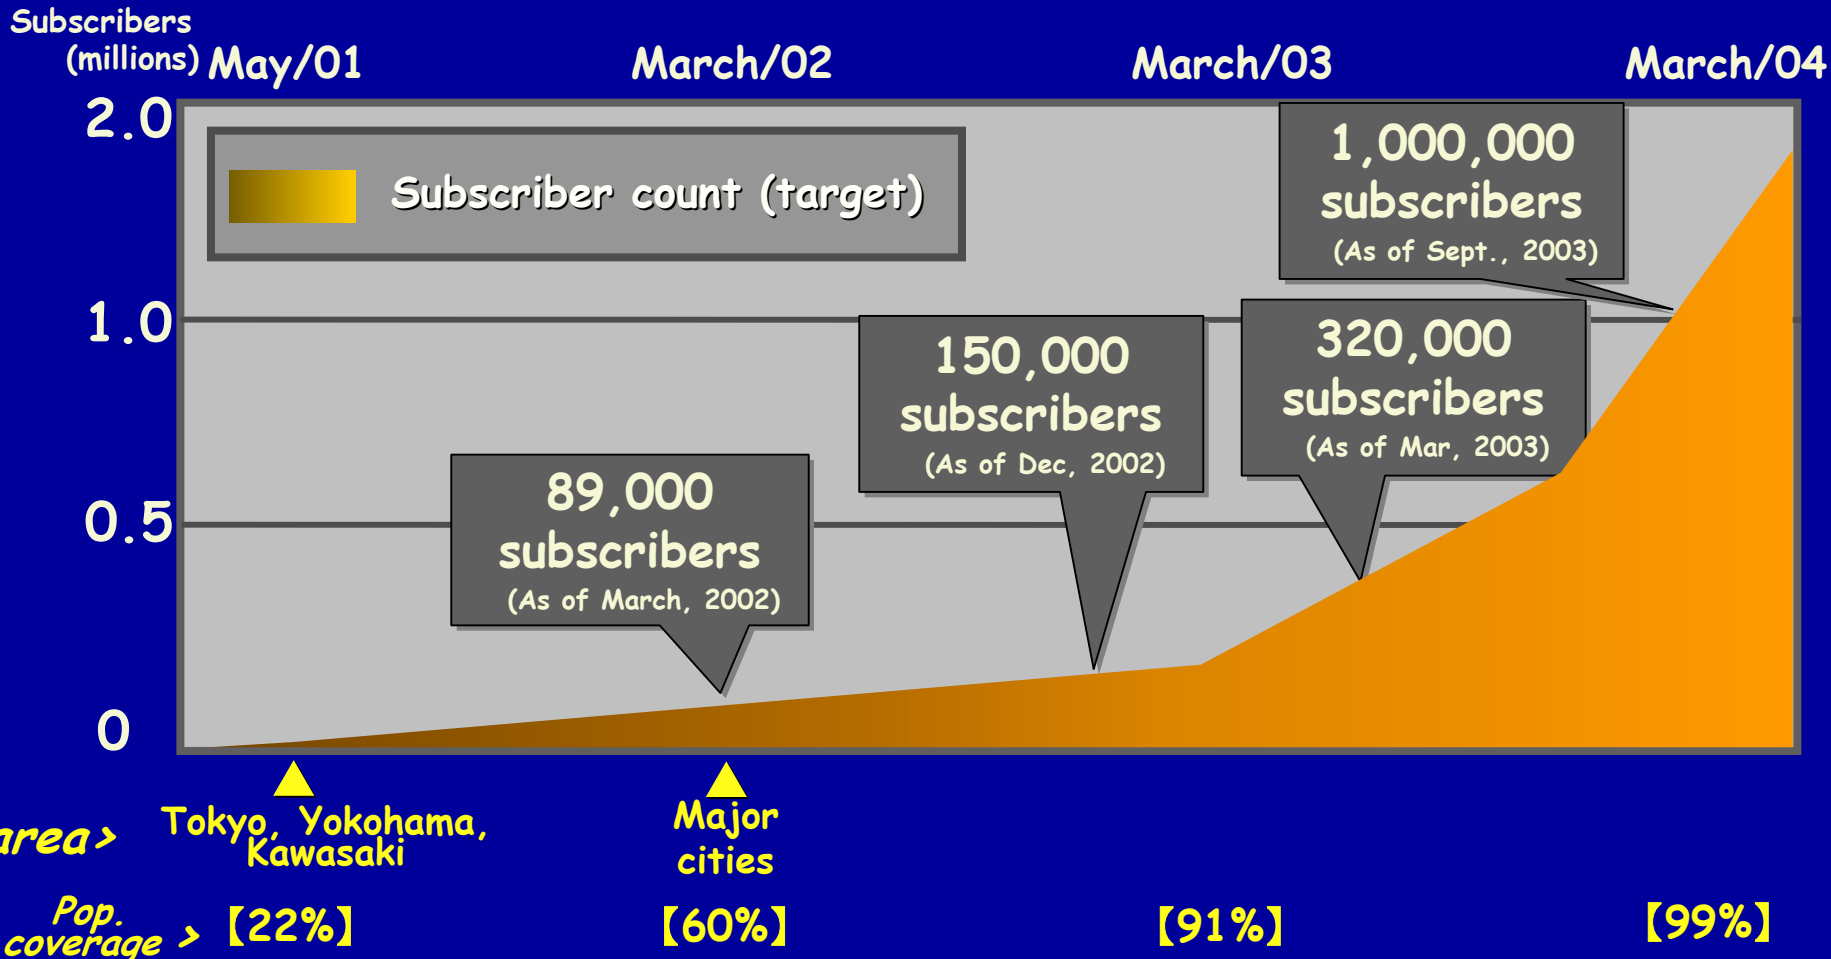 Subscribers
(millions)
May/01 March/02 March/03 March/04
2.0
1.0
0.5
0
Subscriber count (target)
1,000,000
subscribers
(As of Sept., 2003)
320,000
subscribers
(As of Mar, 2003)
150,000
subscribers
(As of Dec, 2002)
89,000
subscribers
(As of March, 2002)
area>
Tokyo, Yokohama,
Kawasaki
Major
cities
Pop.
coverage >
【22%】 【60%】 【91%】 【99%】